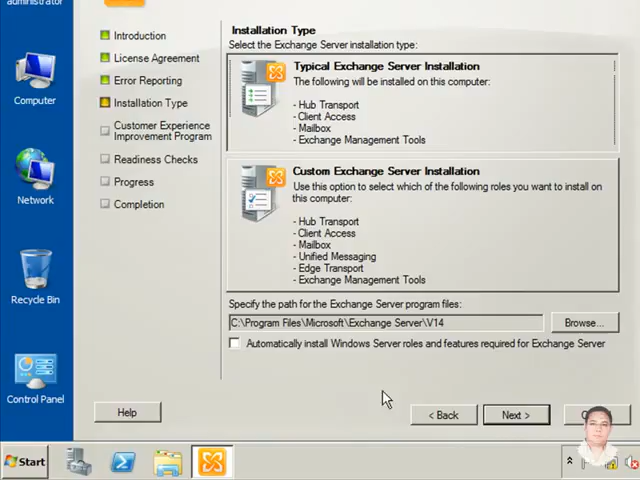 administrator
Computer
Network
Recycle Bin
Control Panel
Introduction
License Agreement
Error Reporting
Installation Type
Customer Experience
Improvement Program
Readiness Checks
Progress
Completion
Installation Type
Select the Exchange Server installation type:
Typical Exchange Server Installation
The following will be installed on this computer:
- Hub Transport
- Client Access
- Mailbox
- Exchange Management Tools
Custom Exchange Server Installation
Use this option to select which of the following roles you want to install on
this computer:
- Hub Transport
- Client Access
- Mailbox
- Unified Messaging
- Edge Transport
- Exchange Management Tools
Specify the path for the Exchange Server program files:
C:\Program Files\Microsoft\Exchange Server\V14
Browse...
Automatically install Windows Server roles and features required for Exchange Server
Help
< Back
Next >
Start